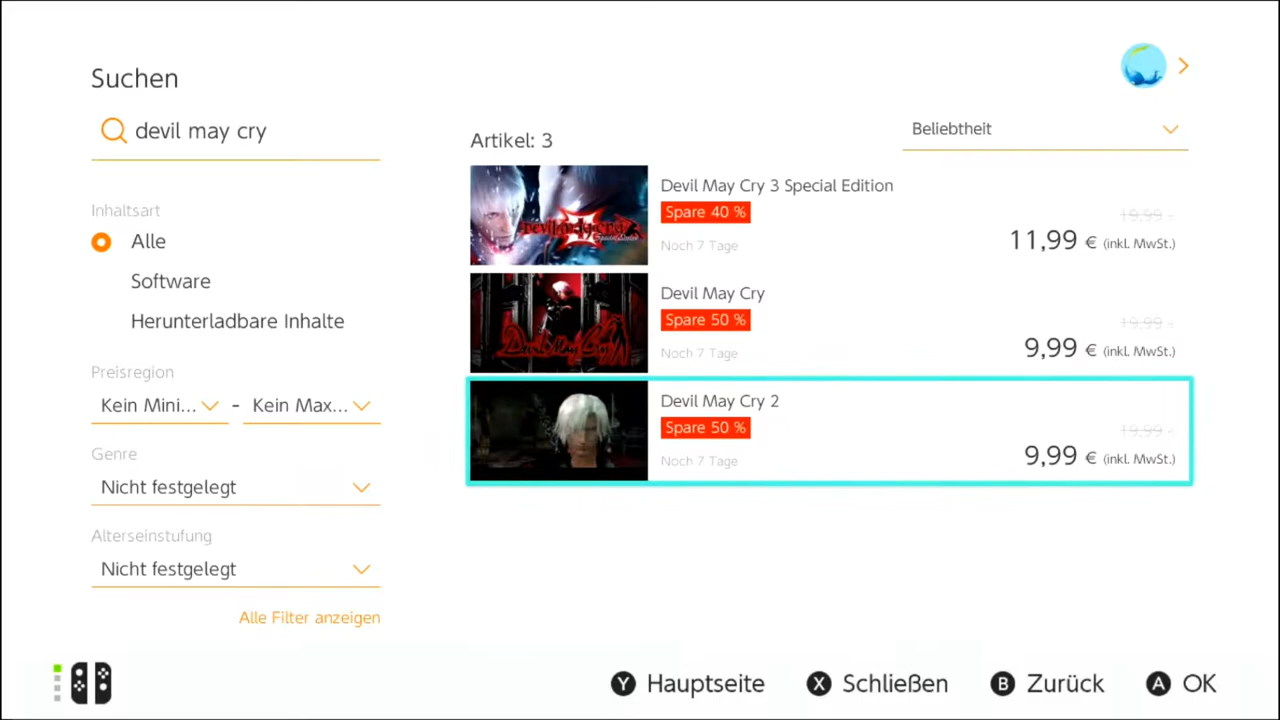 Suchen
devil may cry
Inhaltsart
Alle
Software
Herunterladbare Inhalte
Preisregion
Kein Mini... - Kein Max...
Genre
Nicht festgelegt
Alterseinstufung
Nicht festgelegt
Alle Filter anzeigen
Artikel: 3
Beliebtheit
Devil May Cry 3 Special Edition
Spare 40 %
19,99 €
Noch 7 Tage
11,99 € (inkl. MwSt.)
Devil May Cry
Spare 50 %
19,99 €
Noch 7 Tage
9,99 € (inkl. MwSt.)
Devil May Cry
Devil May Cry 2
Spare 50 %
19,99 €
Noch 7 Tage
9,99 € (inkl. MwSt.)
Y Hauptseite
X Schließen
B Zurück
A OK